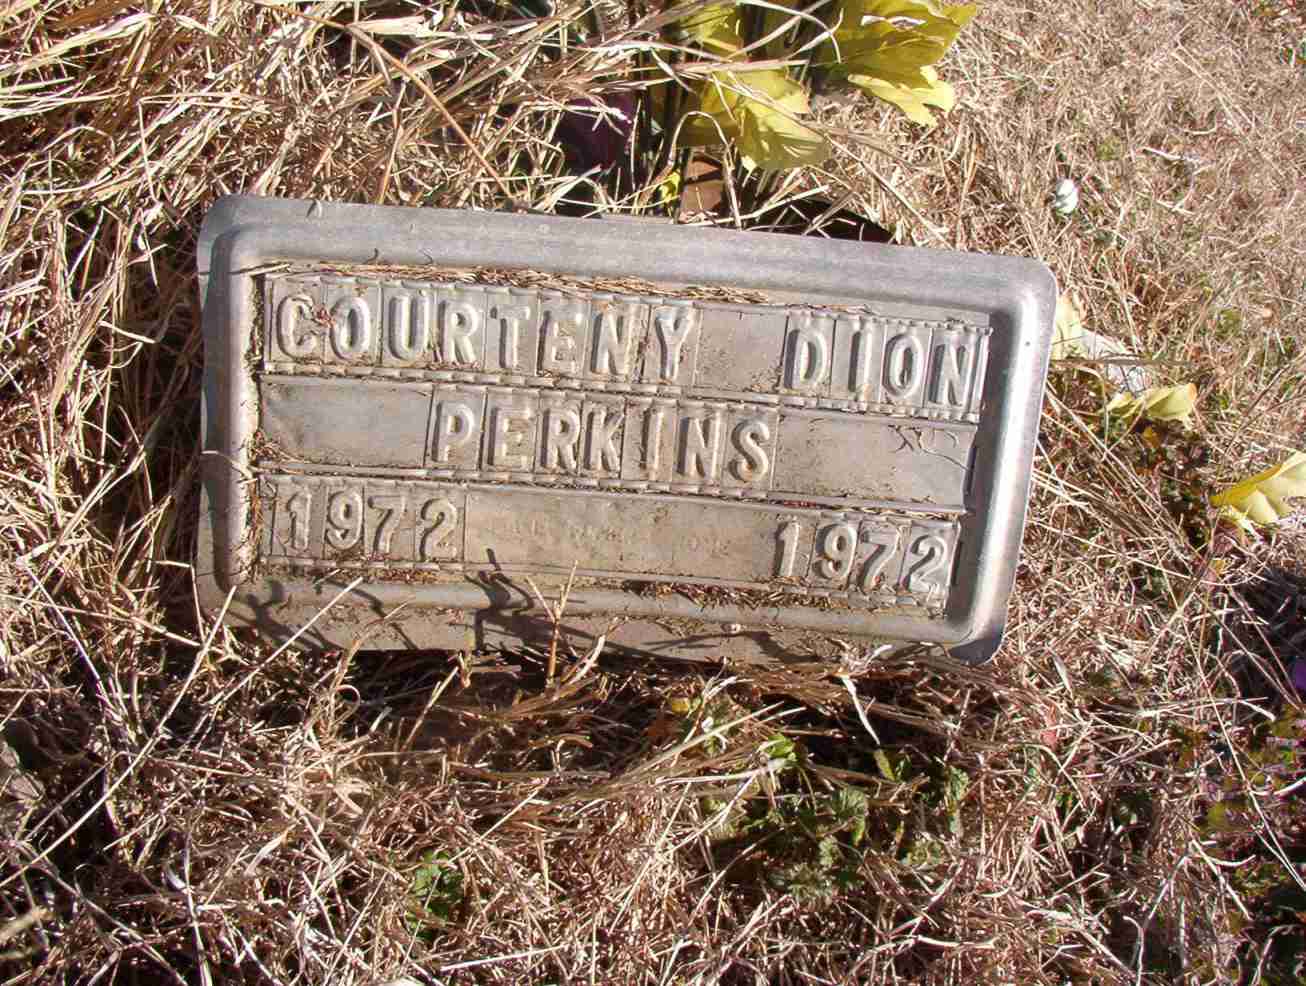 COURTENY DION
PERKINS
1972 1972